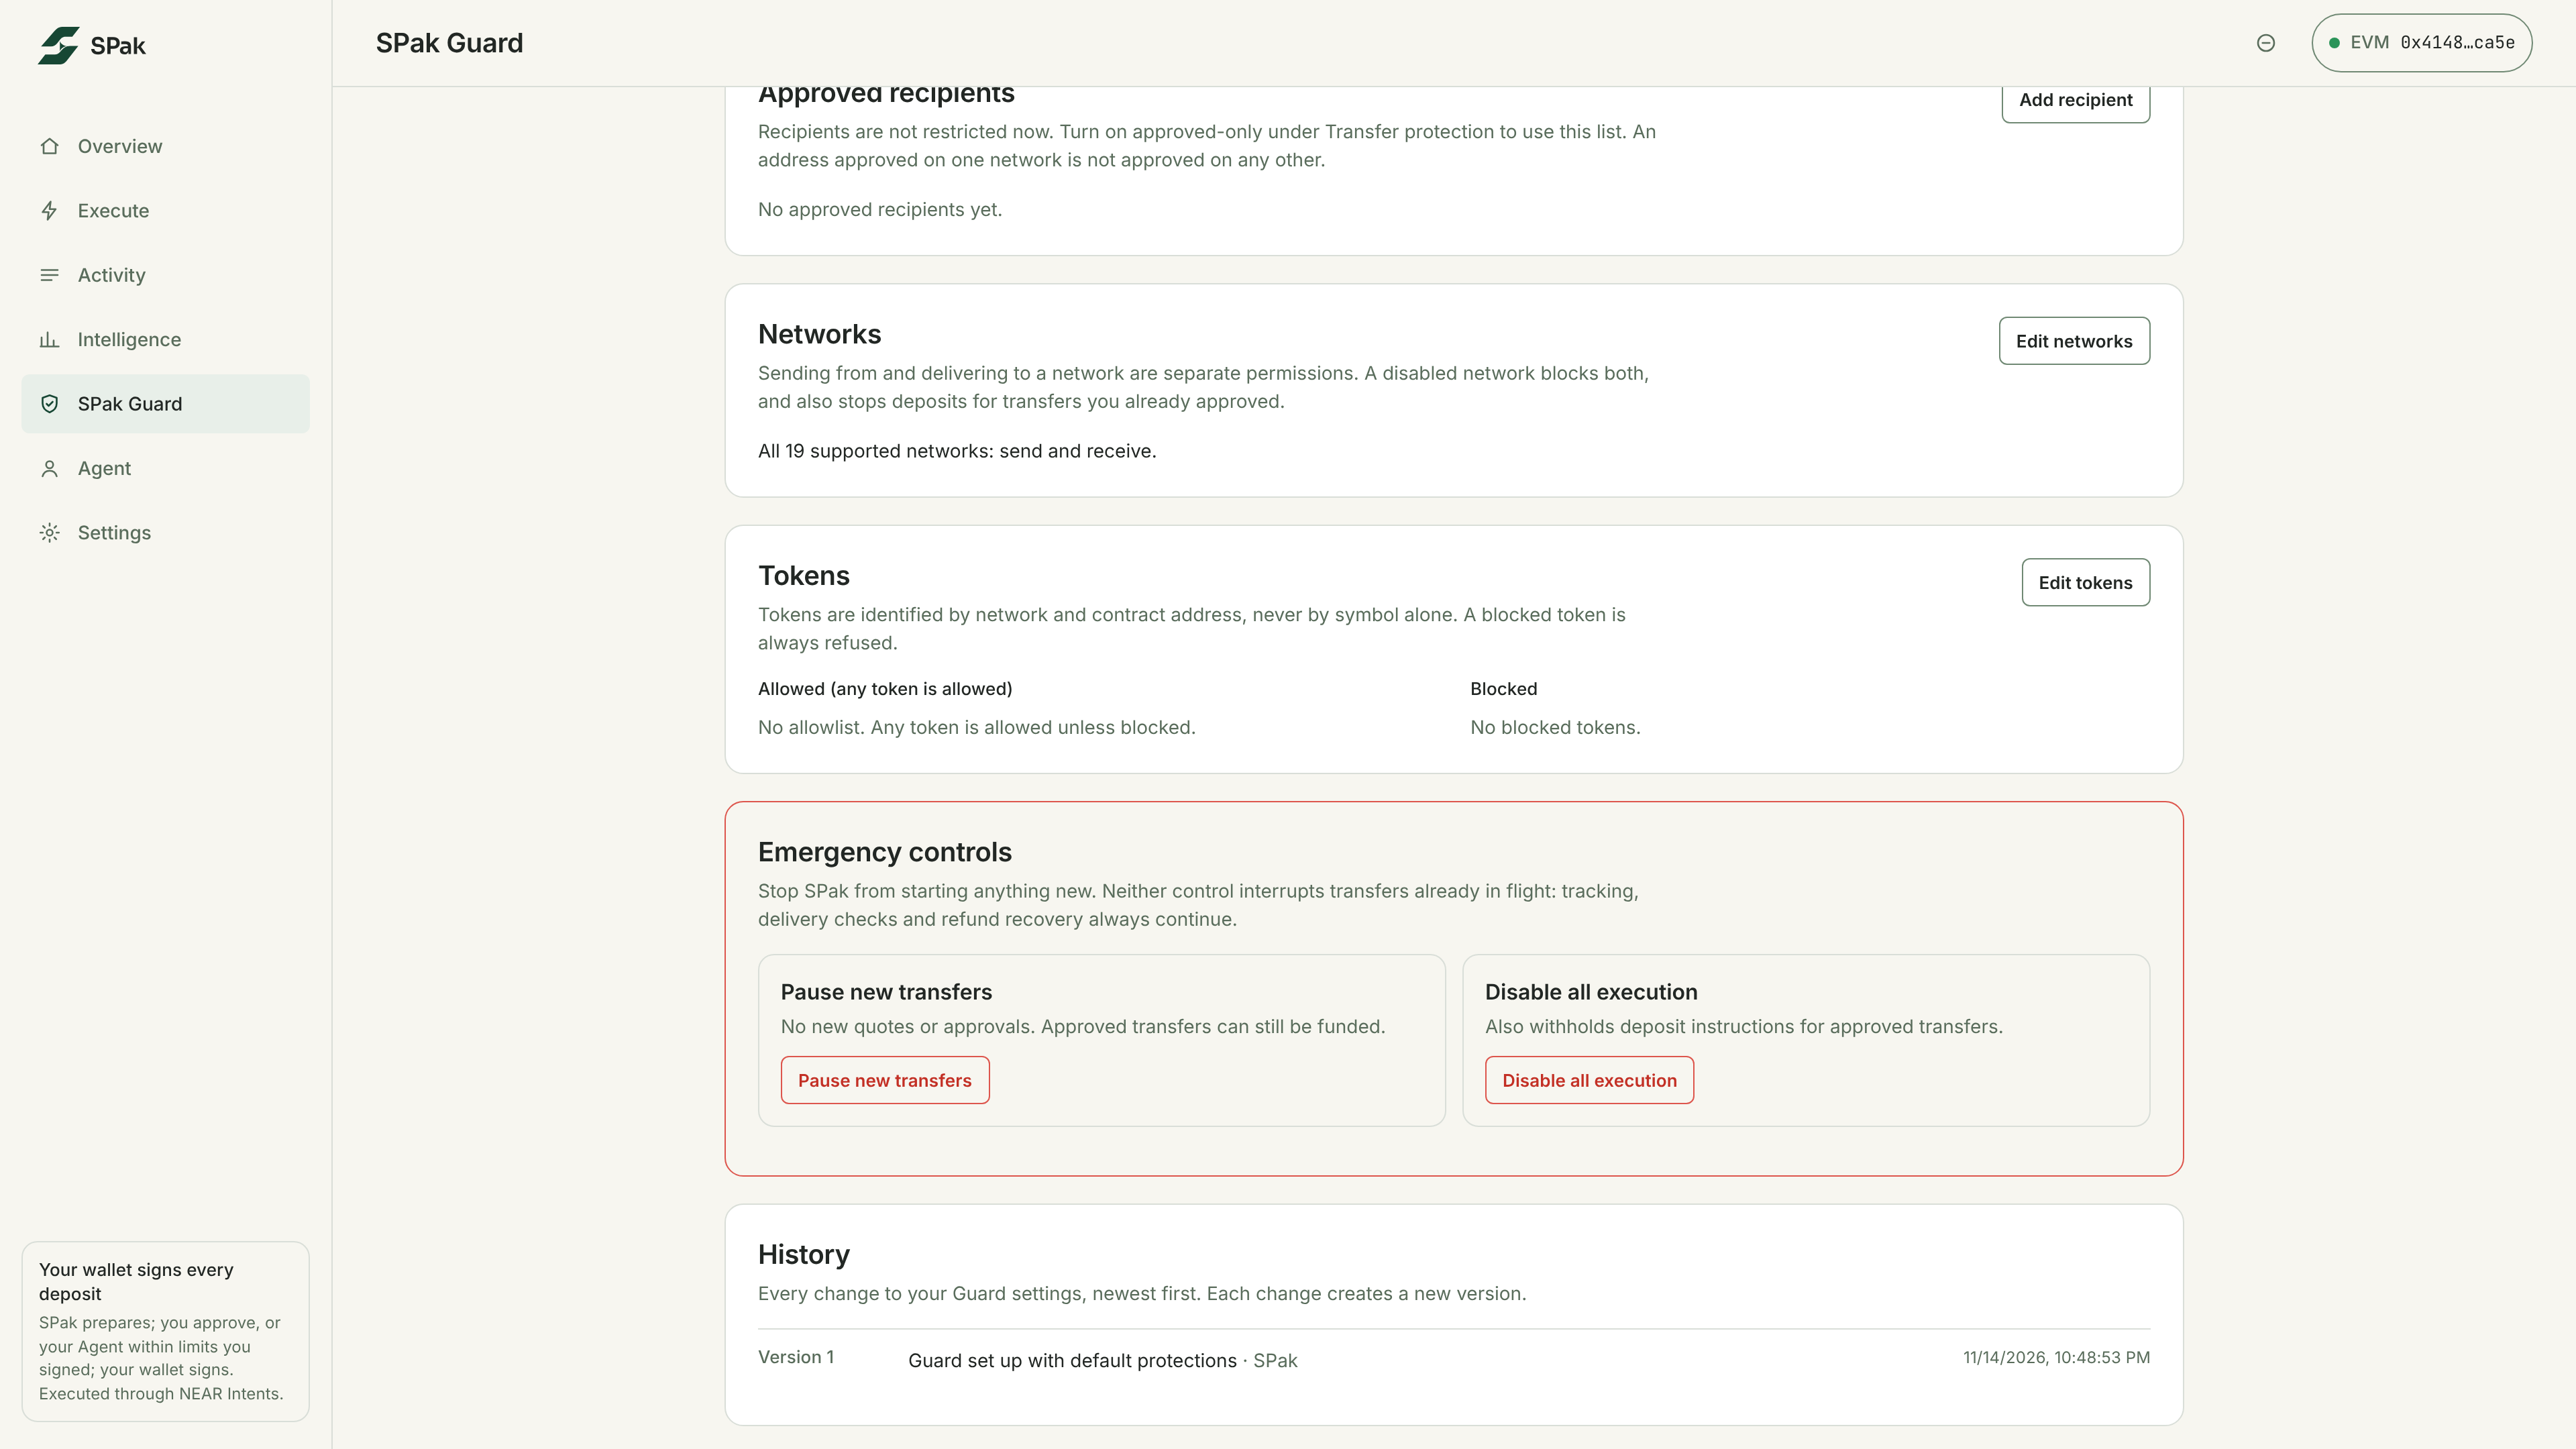 SPak
SPak Guard
EVM 0x4148…ca5e
Overview
Execute
Activity
Intelligence
SPak Guard
Agent
Settings
Your wallet signs every
deposit
SPak prepares; you approve, or
your Agent within limits you
signed; your wallet signs.
Executed through NEAR Intents.
Approved recipients
Add recipient
Recipients are not restricted now. Turn on approved-only under Transfer protection to use this list. An
address approved on one network is not approved on any other.
No approved recipients yet.
Networks
Edit networks
Sending from and delivering to a network are separate permissions. A disabled network blocks both,
and also stops deposits for transfers you already approved.
All 19 supported networks: send and receive.
Tokens
Edit tokens
Tokens are identified by network and contract address, never by symbol alone. A blocked token is
always refused.
Allowed (any token is allowed)
No allowlist. Any token is allowed unless blocked.
Blocked
No blocked tokens.
Emergency controls
Stop SPak from starting anything new. Neither control interrupts transfers already in flight: tracking,
delivery checks and refund recovery always continue.
Pause new transfers
No new quotes or approvals. Approved transfers can still be funded.
Pause new transfers
Disable all execution
Also withholds deposit instructions for approved transfers.
Disable all execution
History
Every change to your Guard settings, newest first. Each change creates a new version.
Version 1
Guard set up with default protections · SPak
11/14/2026, 10:48:53 PM